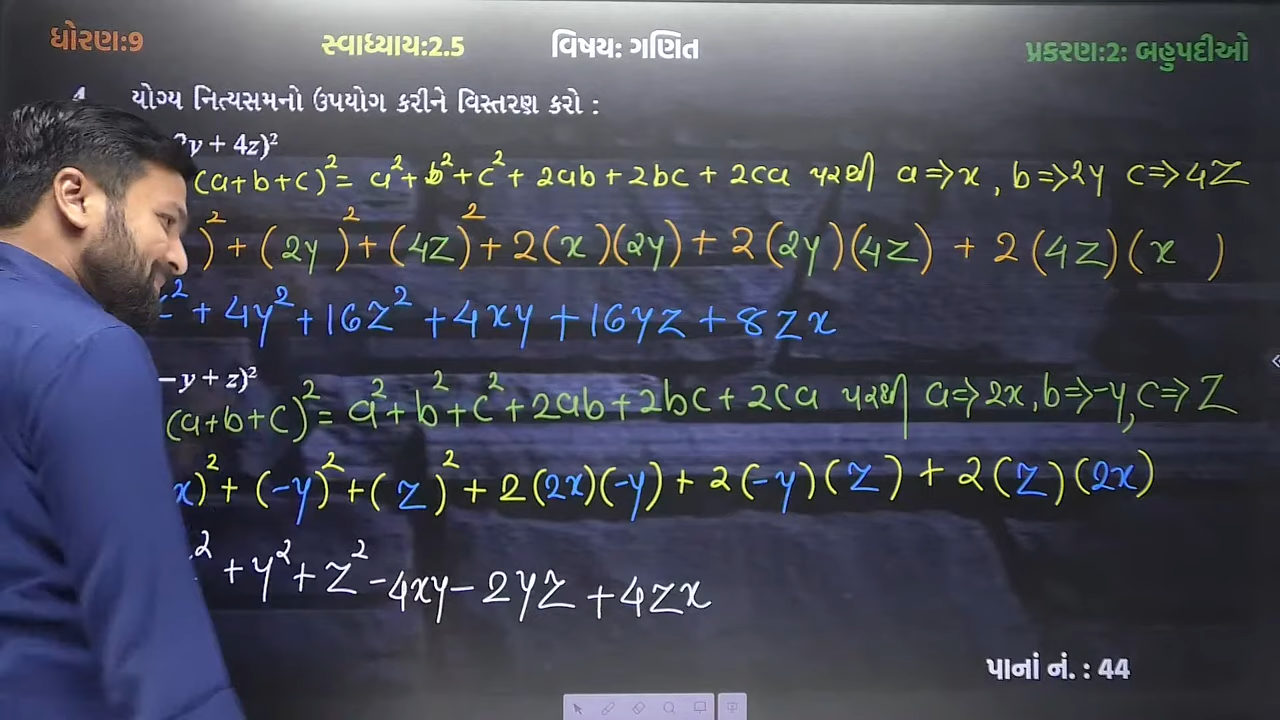 ધોરણ:9
સ્વાધ્યાય:2.5
વિષય: ગણિત
પ્રકરણ:2: બહુપદીઓ
યોગ્ય નિત્યસમનો ઉપયોગ કરીને વિસ્તરણ કરો :
2y + 4z)²
(a+b+c)² = a² + b² + c² + 2ab + 2bc + 2ca પરથી a⇒x, b⇒2y c⇒4z
)² + (2y)² + (4z)² + 2(x)(2y) + 2(2y)(4z) + 2(4z)(x)
² + 4y² + 16z² + 4xy + 16yz + 8zx
– y + z)²
(a+b+c)² = a² + b² + c² + 2ab + 2bc + 2ca પરથી a⇒2x, b⇒-y, c⇒z
x)² + (-y)² + (z)² + 2(2x)(-y) + 2(-y)(z) + 2(z)(2x)
² + y² + z² - 4xy - 2yz + 4zx
પાનાં નં. : 44